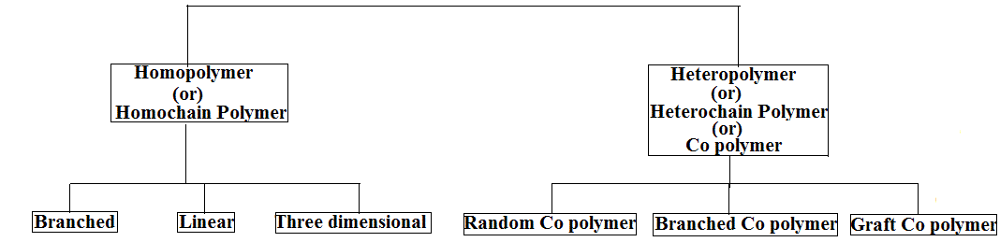 Homopolymer
(or)
Homochain Polymer
Heteropolymer
(or)
Heterochain Polymer
(or)
Co polymer
Branched
Linear
Three dimensional
Random Co polymer
Branched Co polymer
Graft Co polymer